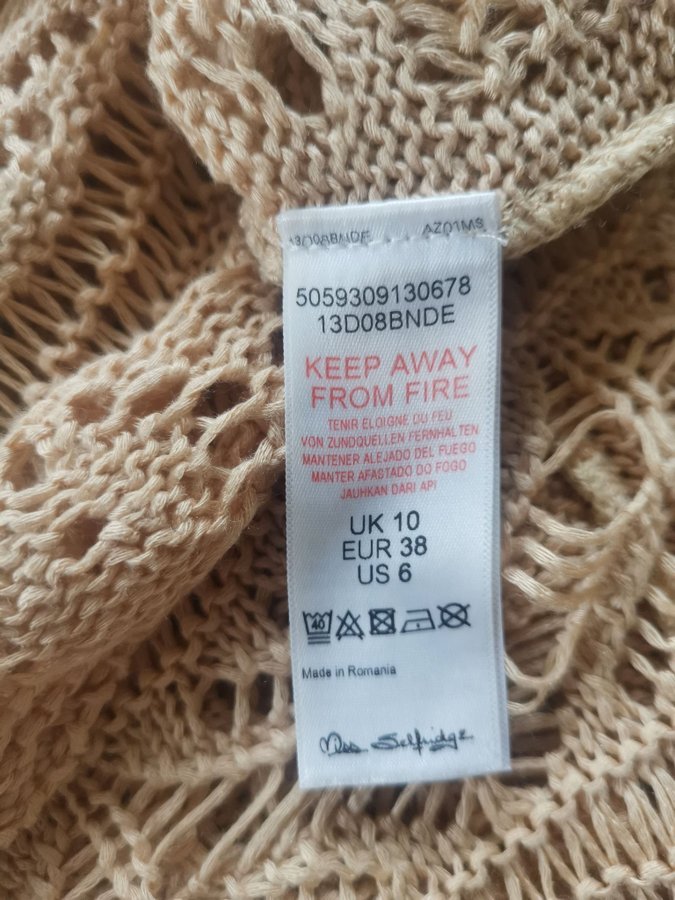 13D08BNDE AZ01MS
5059309130678
13D08BNDE
KEEP AWAY
FROM FIRE
TENIR ELOIGNE DU FEU
VON ZUNDQUELLEN FERNHALTEN
MANTENER ALEJADO DEL FUEGO
MANTER AFASTADO DO FOGO
JAUHKAN DARI API
UK 10
EUR 38
US 6
40
Made in Romania
Miss Selfridge